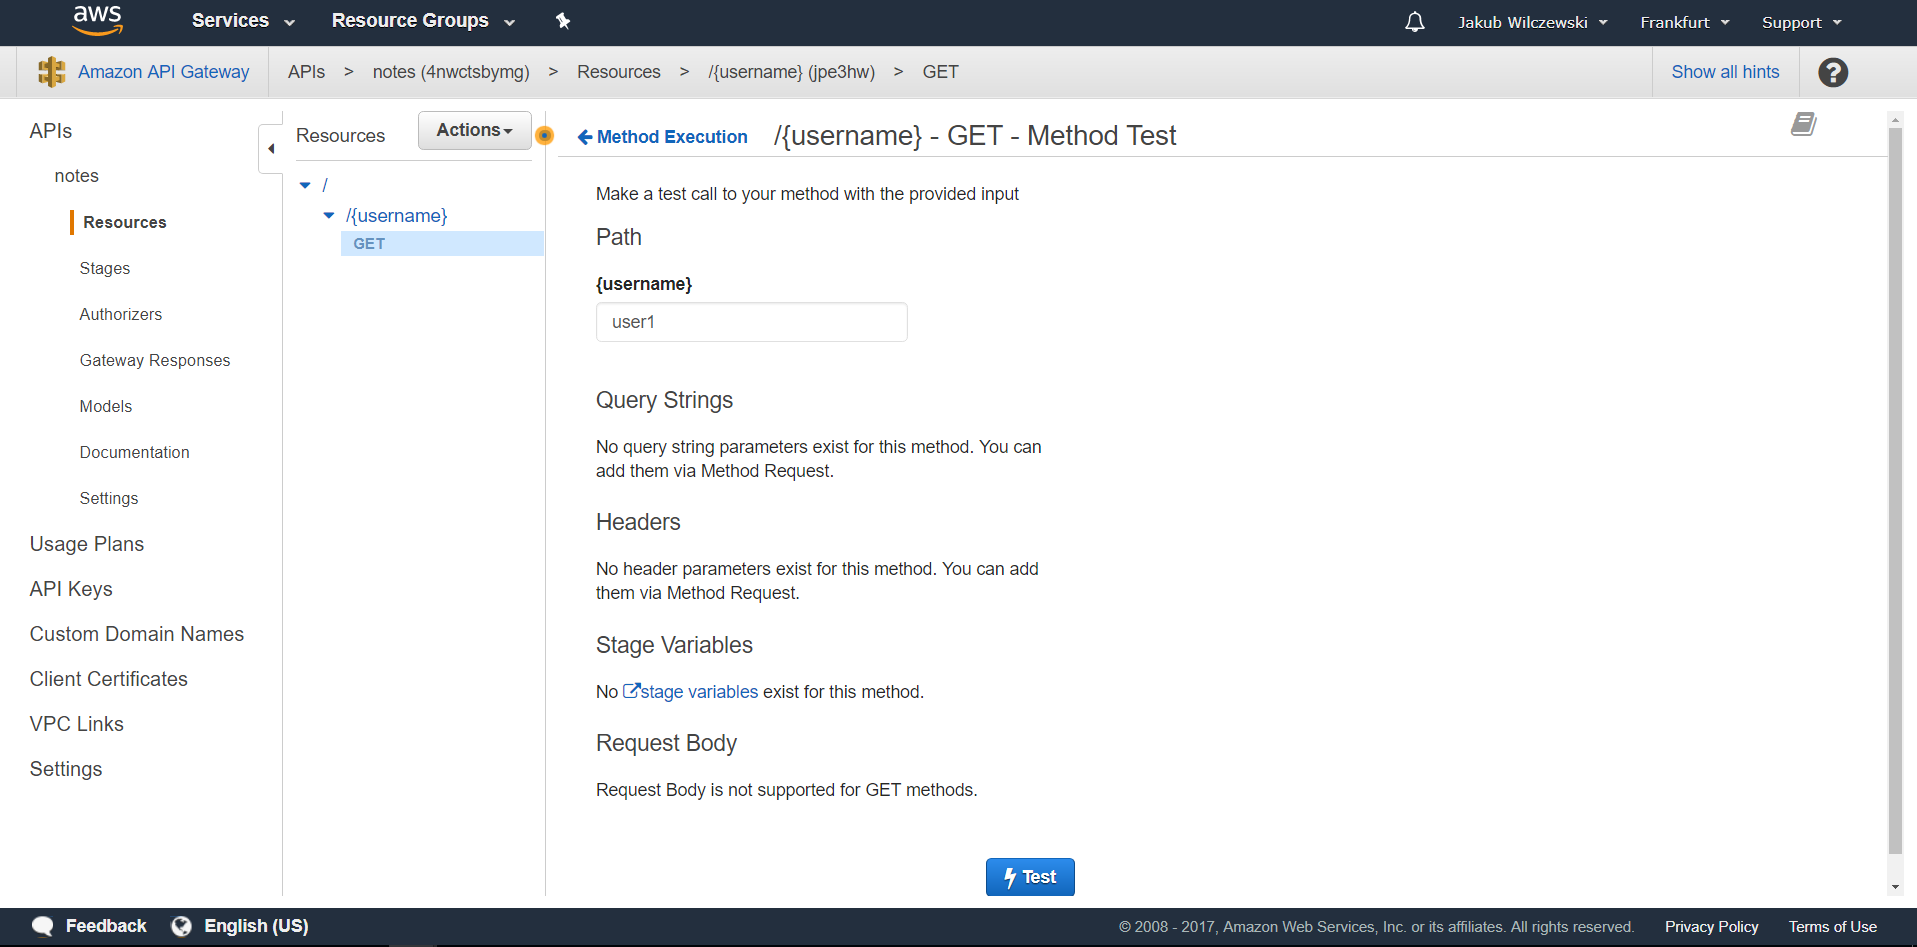 aws Services Resource Groups Jakub Wilczewski Frankfurt Support
Amazon API Gateway APIs > notes (4nwctsbymg) > Resources > /{username} (jpe3hw) > GET Show all hints ?
APIs
notes
Resources
Stages
Authorizers
Gateway Responses
Models
Documentation
Settings
Usage Plans
API Keys
Custom Domain Names
Client Certificates
VPC Links
Settings
Resources Actions
/
/{username}
GET
Method Execution /{username} - GET - Method Test
Make a test call to your method with the provided input
Path
{username}
user1
Query Strings
No query string parameters exist for this method. You can
add them via Method Request.
Headers
No header parameters exist for this method. You can add
them via Method Request.
Stage Variables
No stage variables exist for this method.
Request Body
Request Body is not supported for GET methods.
Test
Feedback English (US) © 2008 - 2017, Amazon Web Services, Inc. or its affiliates. All rights reserved. Privacy Policy Terms of Use